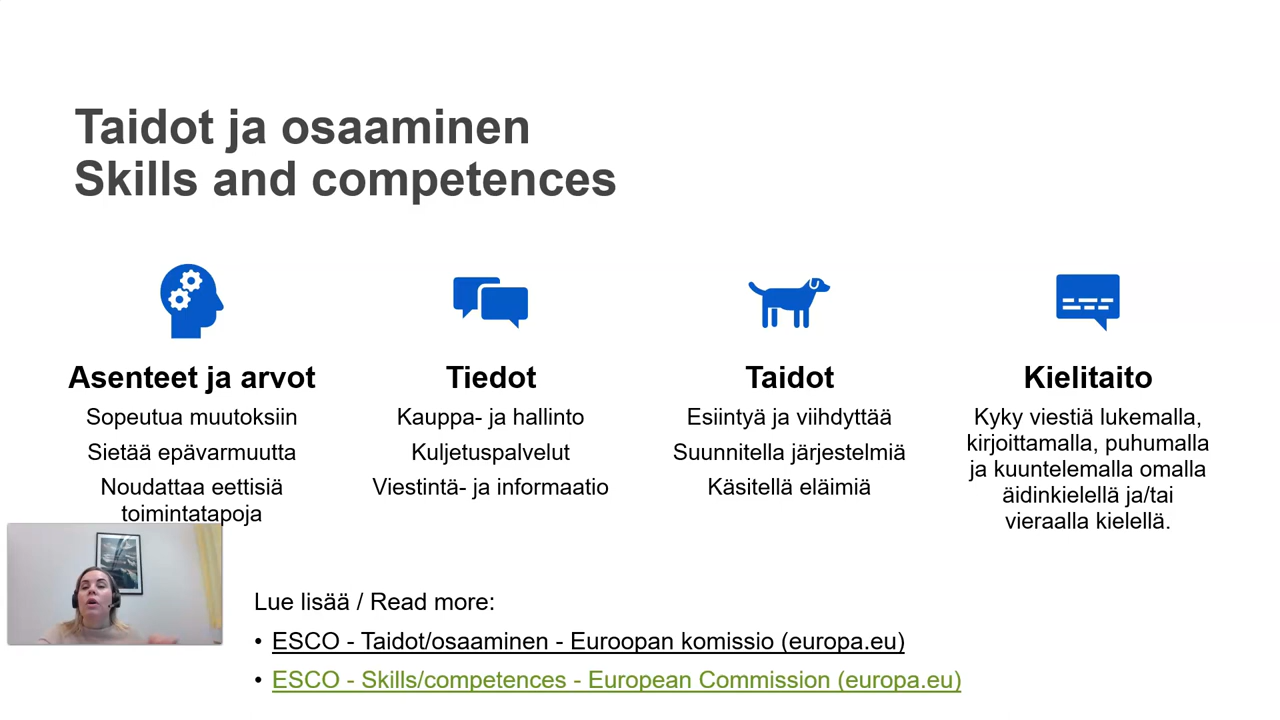 Taidot ja osaaminen
Skills and competences
Asenteet ja arvot
Sopeutua muutoksiin
Sietää epävarmuutta
Noudattaa eettisiä
toimintatapoja
Tiedot
Kauppa- ja hallinto
Kuljetuspalvelut
Viestintä- ja informaatio
Taidot
Esiintyä ja viihdyttää
Suunnitella järjestelmiä
Käsitellä eläimiä
Kielitaito
Kyky viestiä lukemalla,
kirjoittamalla, puhumalla
ja kuuntelemalla omalla
äidinkielellä ja/tai
vieraalla kielellä.
Lue lisää / Read more:
• ESCO - Taidot/osaaminen - Euroopan komissio (europa.eu)
• ESCO - Skills/competences - European Commission (europa.eu)